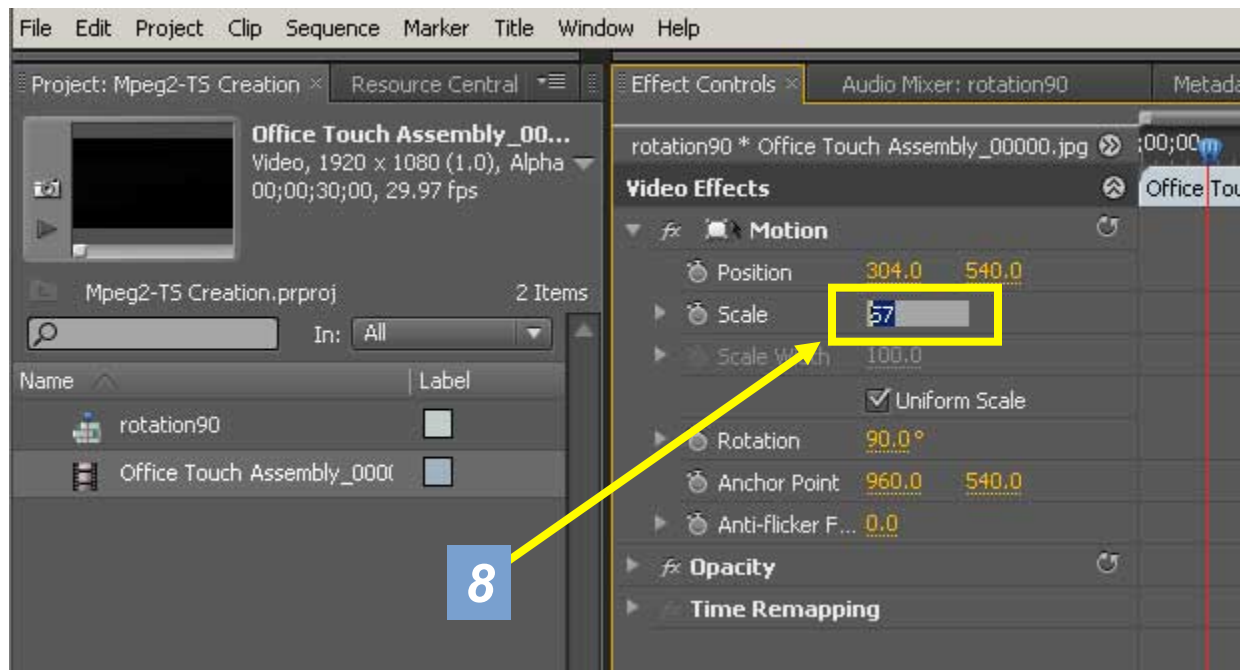 File Edit Project Clip Sequence Marker Title Window Help
Project: Mpeg2-TS Creation × Resource Central
Office Touch Assembly_00...
Video, 1920 x 1080 (1.0), Alpha
00;00;30;00, 29.97 fps
Mpeg2-TS Creation.prproj 2 Items
In: All
Name Label
rotation90
Office Touch Assembly_000(
Effect Controls × Audio Mixer: rotation90 Metada
rotation90 * Office Touch Assembly_00000.jpg ;00;00
Video Effects Office Tou
fx Motion
Position 304.0 540.0
Scale 57
Scale Width 100.0
Uniform Scale
Rotation 90.0°
Anchor Point 960.0 540.0
Anti-flicker F... 0.0
fx Opacity
Time Remapping
8